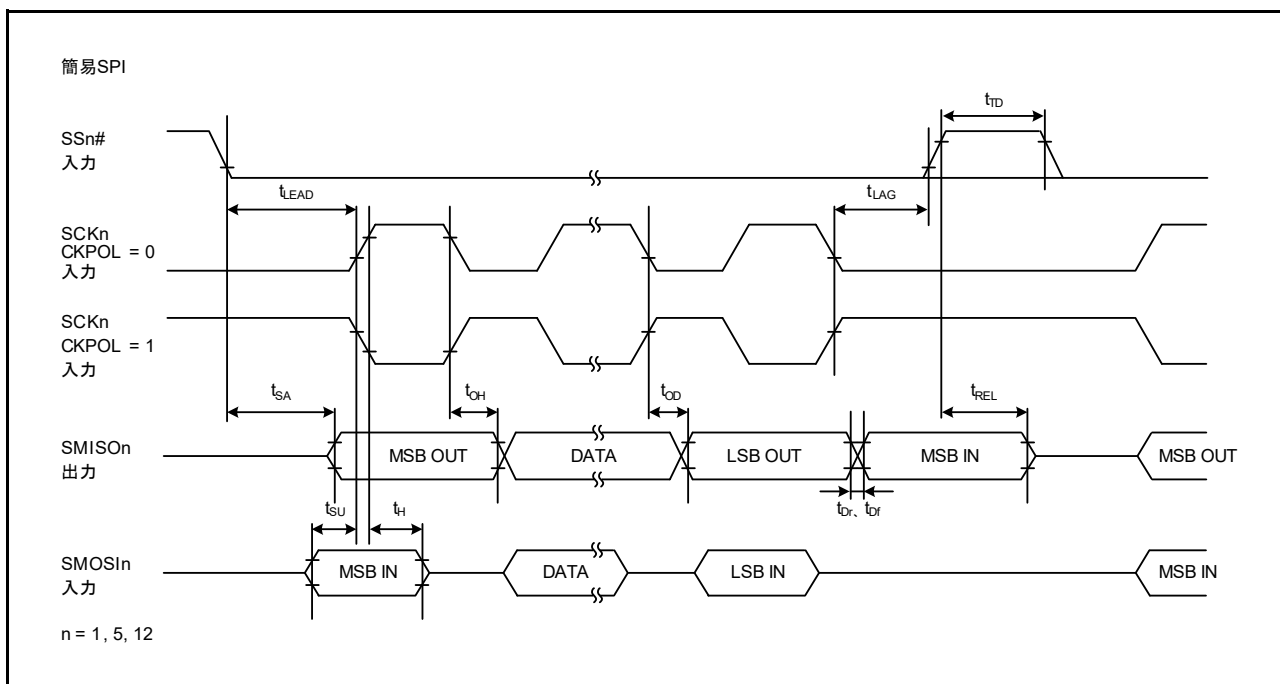 簡易SPI
tTD
SSn#
入力
tLEAD
tLAG
SCKn
CKPOL = 0
入力
SCKn
CKPOL = 1
入力
tSA
tOH
tOD
tREL
SMISOn
出力
MSB OUT
DATA
LSB OUT
MSB IN
MSB OUT
tSU
tH
tDr、tDf
SMOSIn
入力
MSB IN
DATA
LSB IN
MSB IN
n = 1, 5, 12